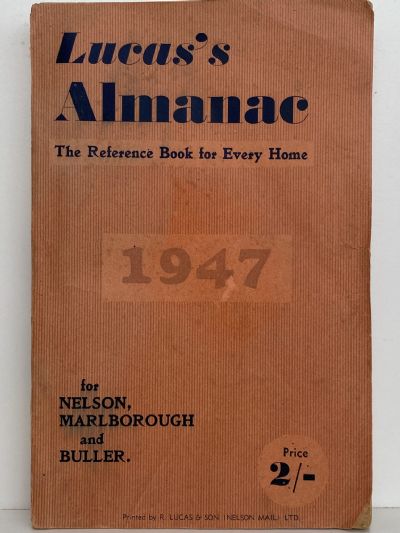 Lucas's
Almanac
The Reference Book for Every Home
1947
for
NELSON,
MARLBOROUGH
and
BULLER.
Price
2/-
Printed by R. LUCAS & SON (NELSON MAIL) LTD.